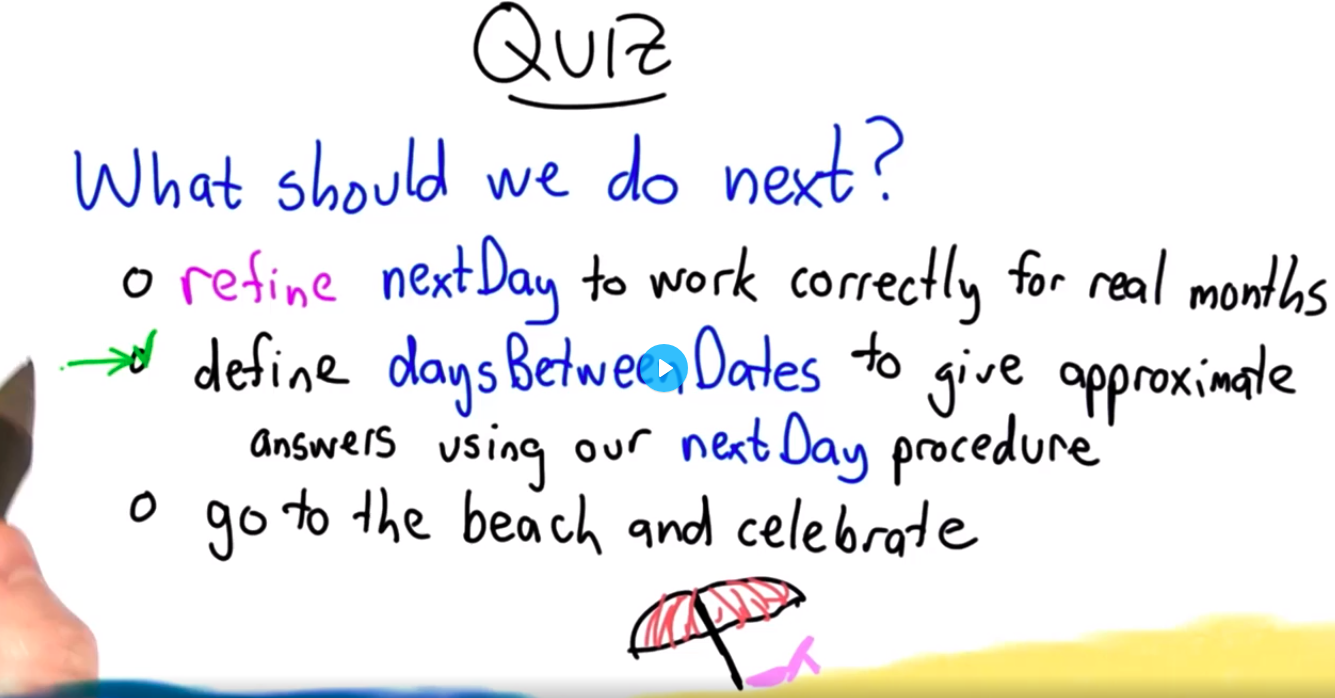 QUIZ
What should we do next?
o refine nextDay to work correctly for real months
o define daysBetweenDates to give approximate
answers using our nextDay procedure
o go to the beach and celebrate